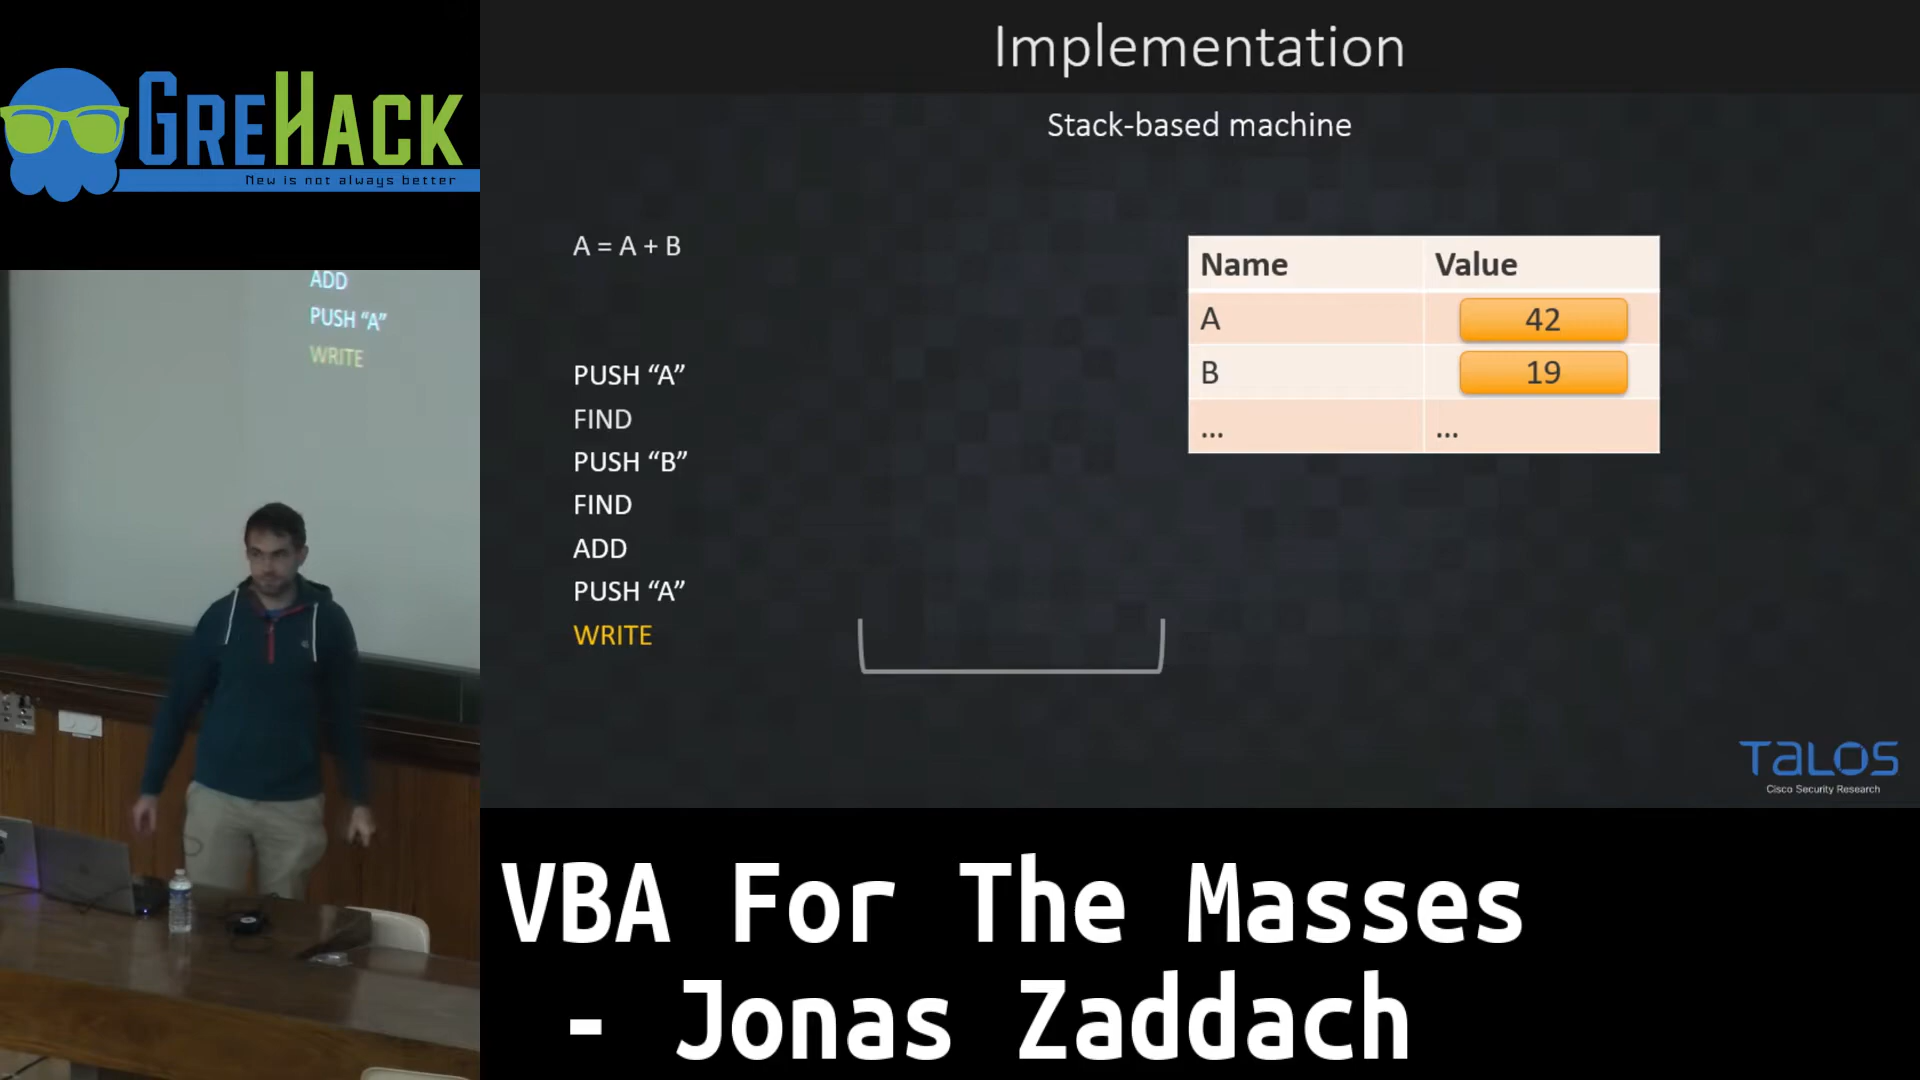 GREHACK
New is not always better
ADD
PUSH “A”
WRITE
Implementation
Stack-based machine
A = A + B
PUSH “A”
FIND
PUSH “B”
FIND
ADD
PUSH “A”
WRITE
Name Value
A 42
B 19
... ...
TALOS
Cisco Security Research
VBA For The Masses
- Jonas Zaddach